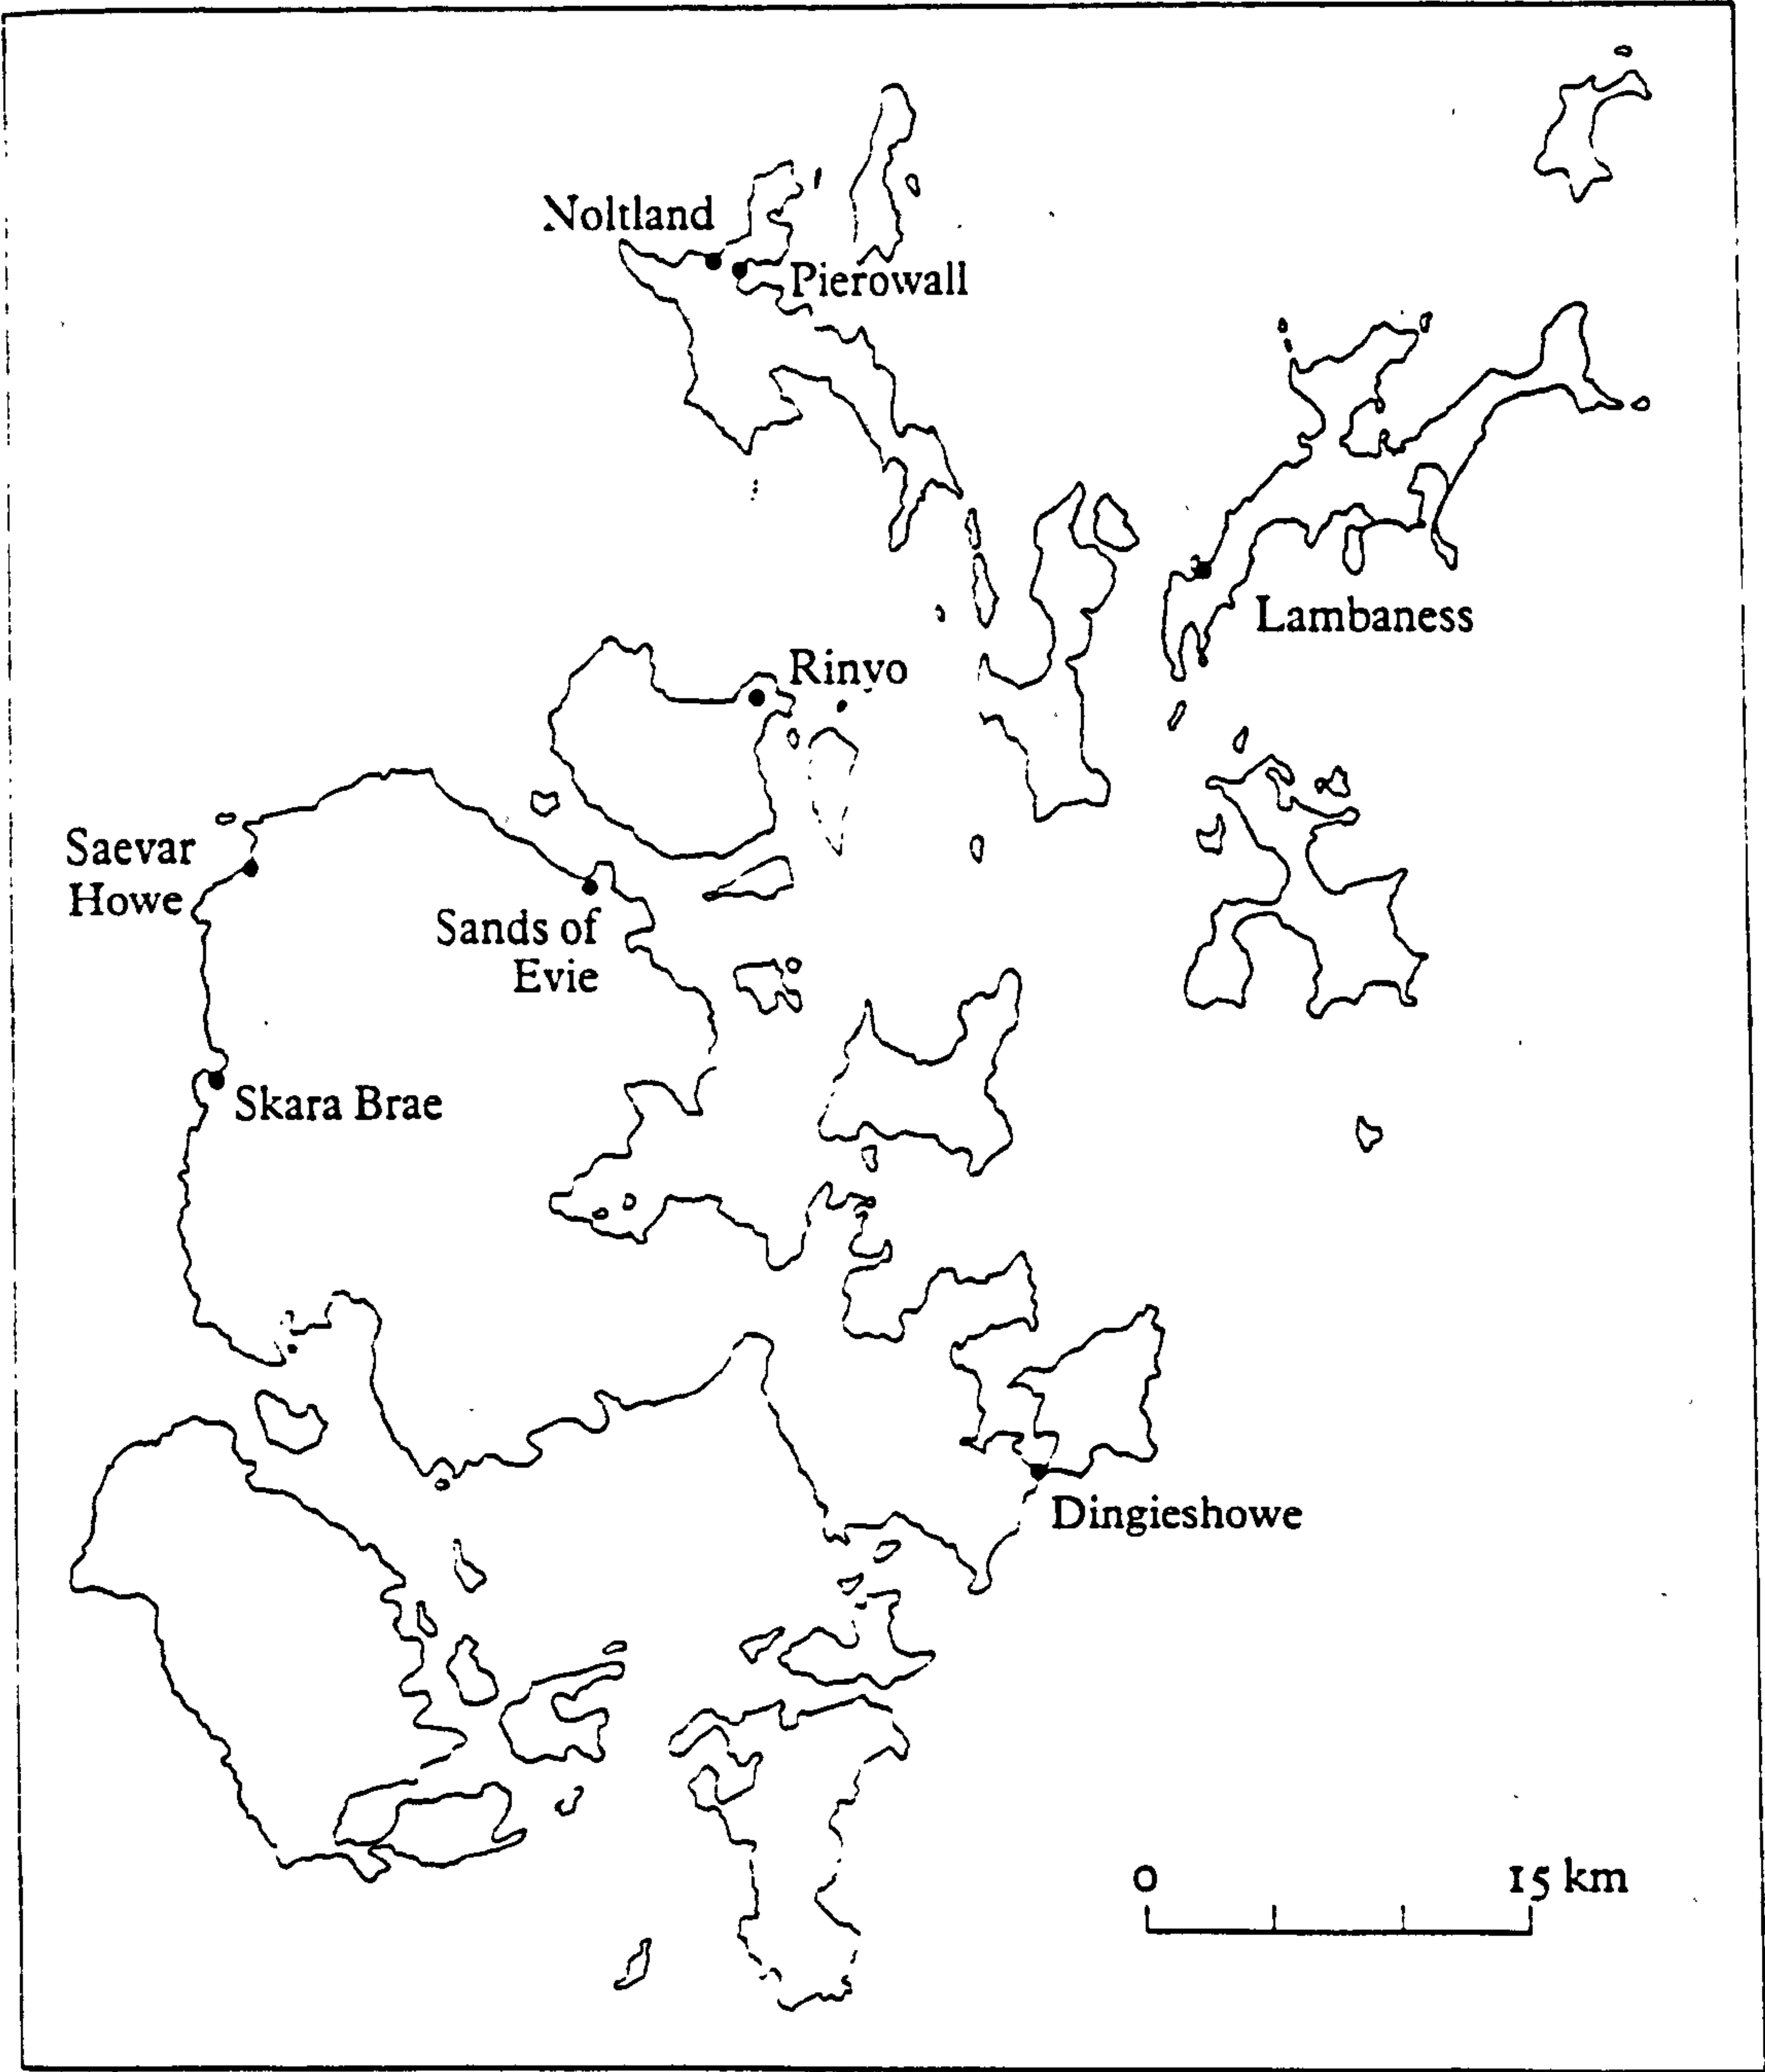 Noltland
Pierowall
Lambaness
Rinyo
Saevar
Howe
Sands of
Evie
Skara Brae
Dingieshowe
0
15 km